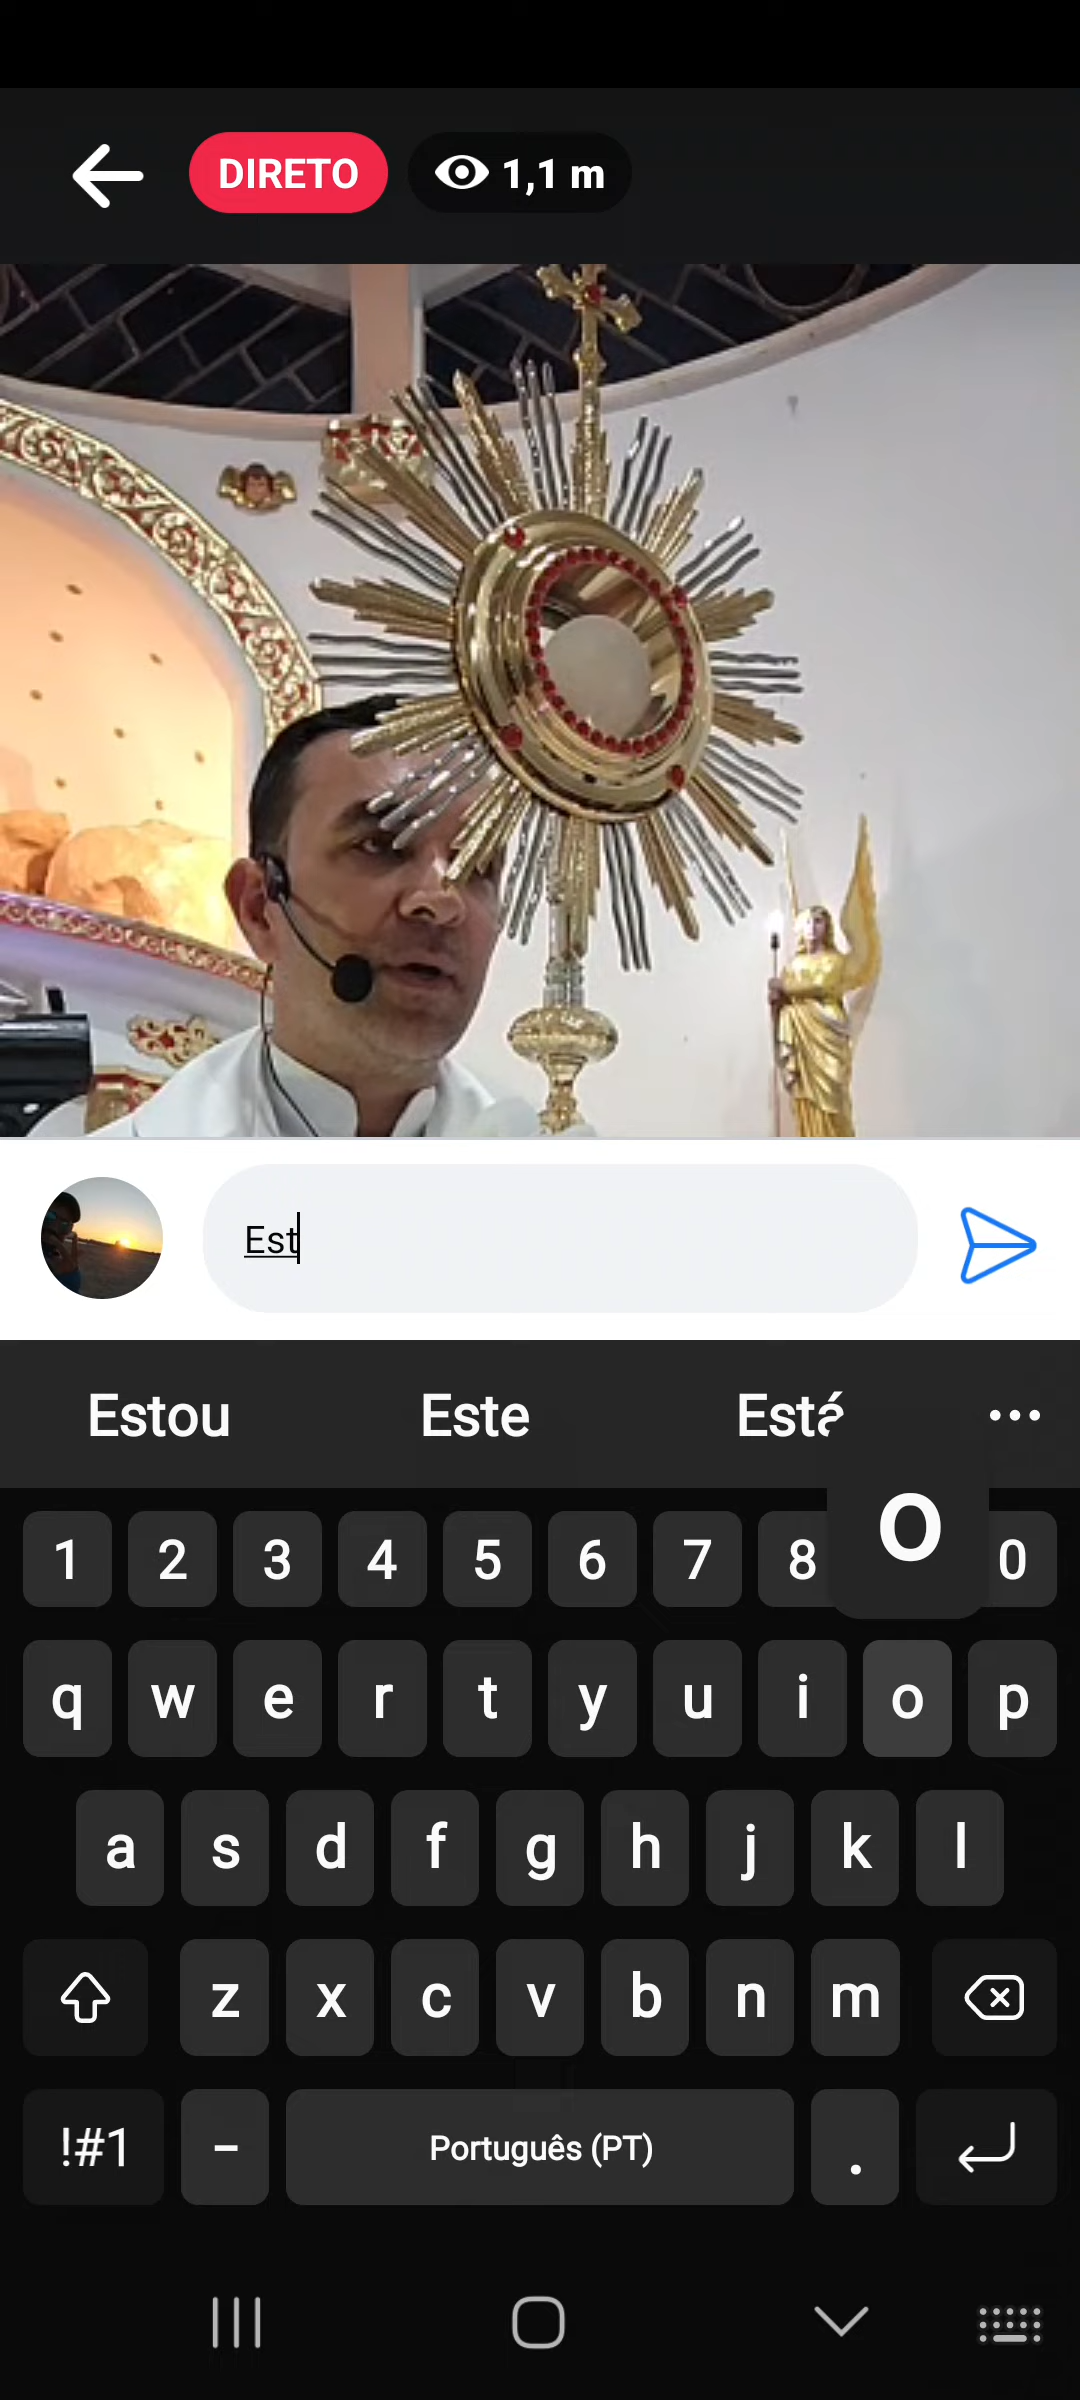 DIRETO 1,1 m
Est
Estou Este Está
1 2 3 4 5 6 7 8 o 0
q w e r t y u i o p
a s d f g h j k l
z x c v b n m
!#1 - Português (PT) .